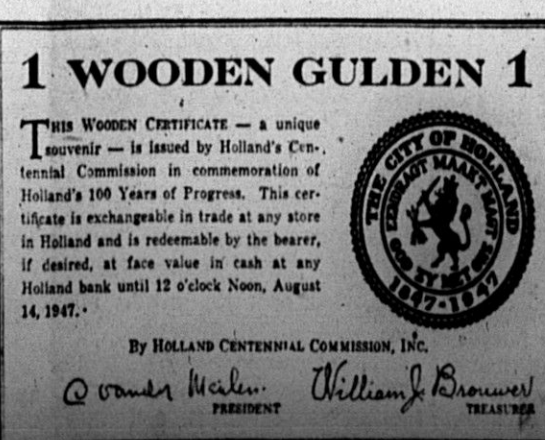 1 WOODEN GULDEN 1
THIS WOODEN CERTIFICATE — a unique
souvenir — is issued by Holland's Cen-
tennial Commission in commemoration of
Holland's 100 Years of Progress. This cer-
tificate is exchangeable in trade at any store
in Holland and is redeemable by the bearer,
if desired, at face value in cash at any
Holland bank until 12 o'clock Noon, August
14, 1947.
THE CITY OF HOLLAND
EENDRAGT MAAKT MAGT
GOD ZY MET ONS
1847-1947
By HOLLAND CENTENNIAL COMMISSION, INC.
C Vander Meulen
William J. Brouwer
PRESIDENT
TREASURER